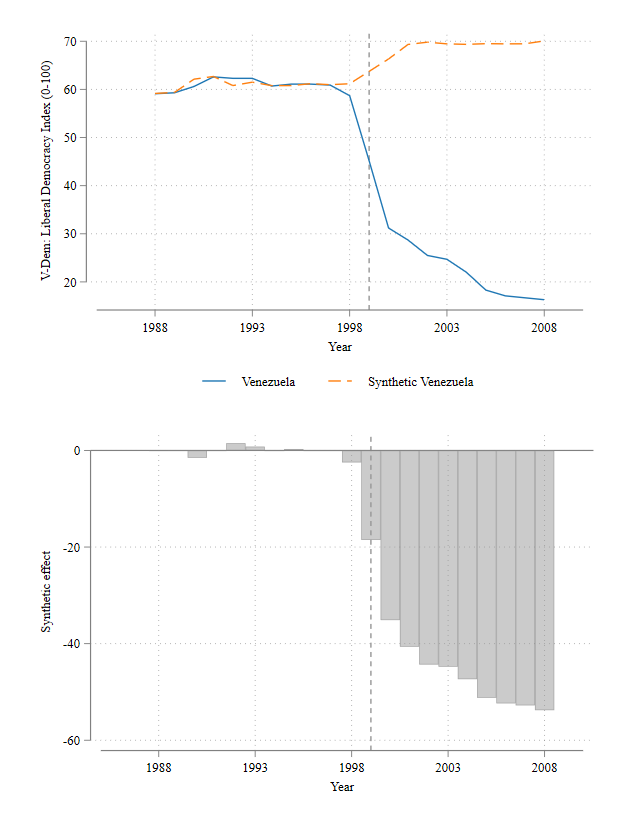 V-Dem: Liberal Democracy Index (0-100)
70
60
50
40
30
20
1988 1993 1998 2003 2008
Year
Venezuela Synthetic Venezuela
Synthetic effect
0
-20
-40
-60
1988 1993 1998 2003 2008
Year